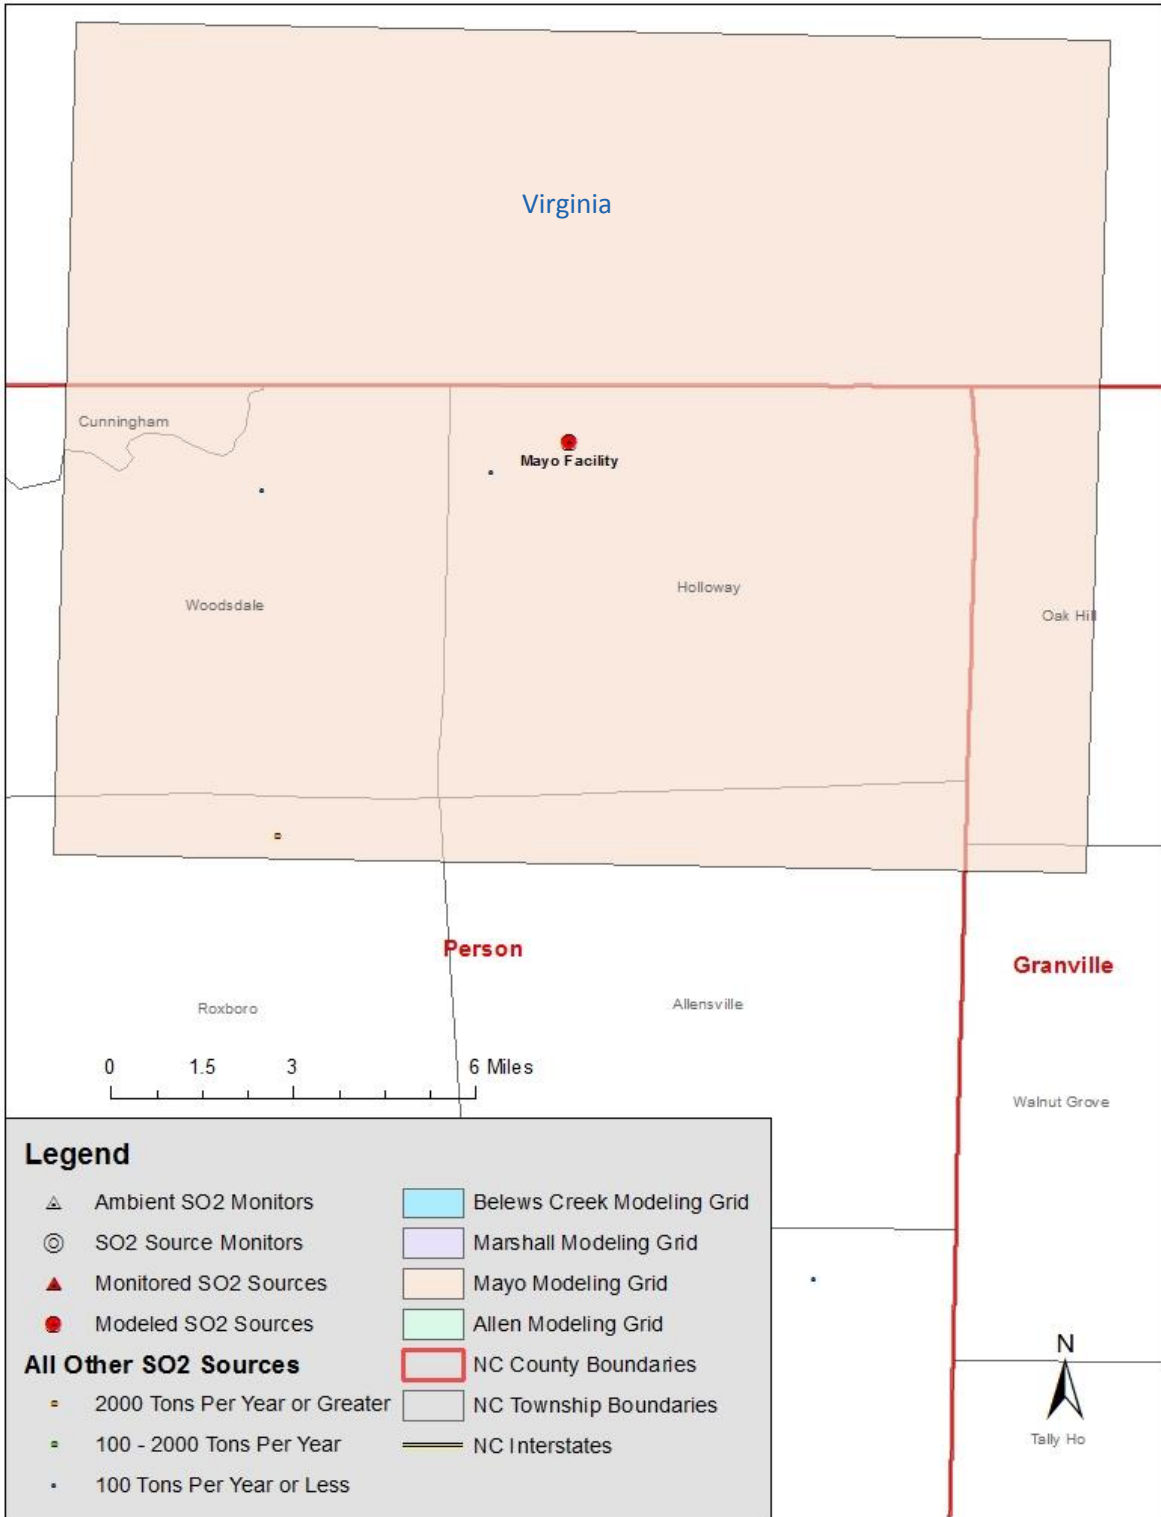 Virginia
Cunningham
Mayo Facility
Holloway
Woodsdale
Oak Hill
Person
Granville
Roxboro
Allensville
0 1.5 3 6 Miles
Walnut Grove
Legend
Ambient SO2 Monitors
SO2 Source Monitors
Monitored SO2 Sources
Modeled SO2 Sources
All Other SO2 Sources
2000 Tons Per Year or Greater
100 - 2000 Tons Per Year
100 Tons Per Year or Less
Belews Creek Modeling Grid
Marshall Modeling Grid
Mayo Modeling Grid
Allen Modeling Grid
NC County Boundaries
NC Township Boundaries
NC Interstates
N
Tally Ho